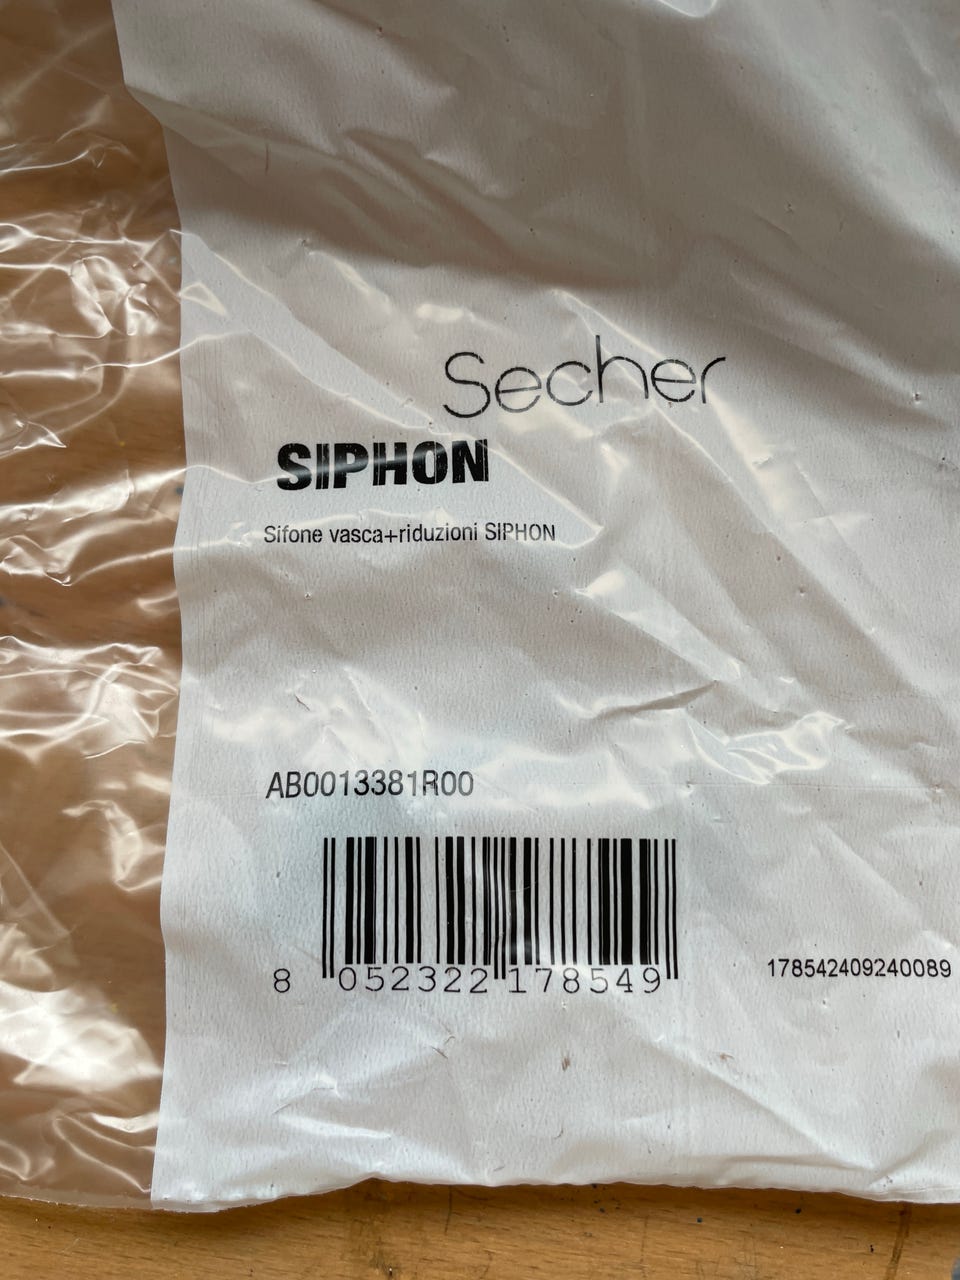 Secher
SIPHON
Sifone vasca+riduzioni SIPHON
AB0013381R00
8 052322 178549
178542409240089